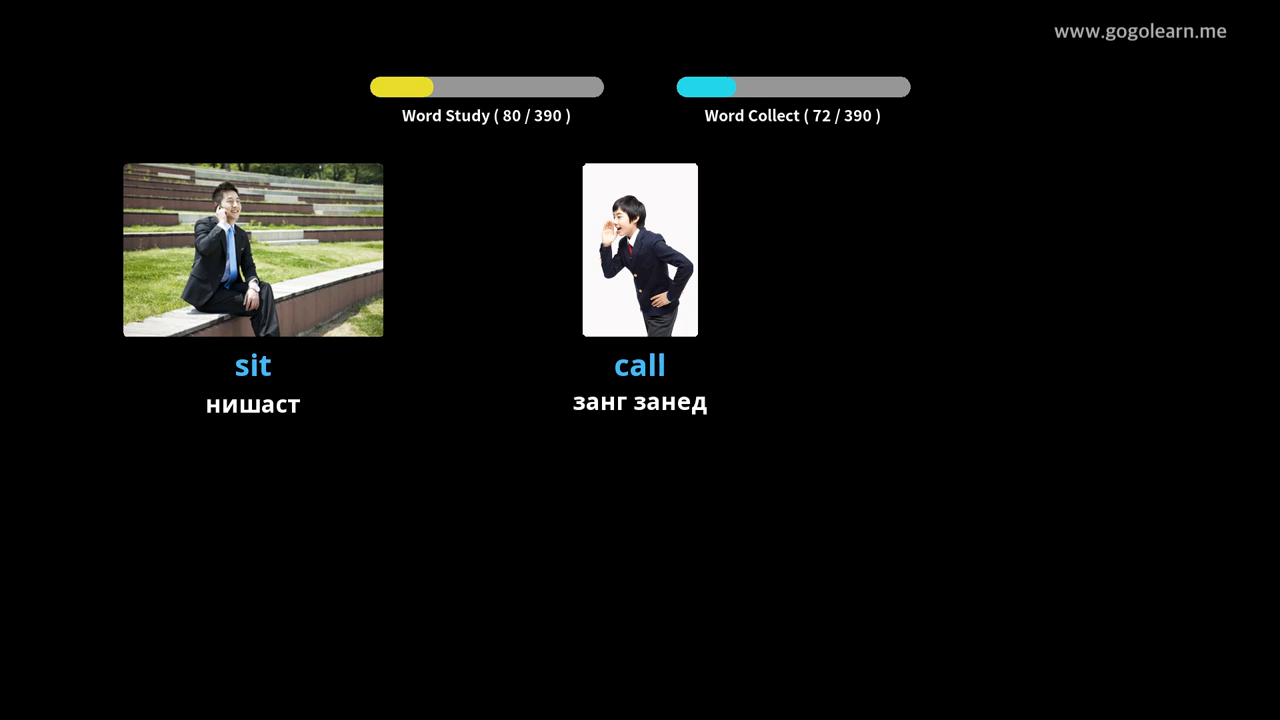 www.gogolearn.me
Word Study ( 80 / 390 )
Word Collect ( 72 / 390 )
sit
нишаст
call
занг занед